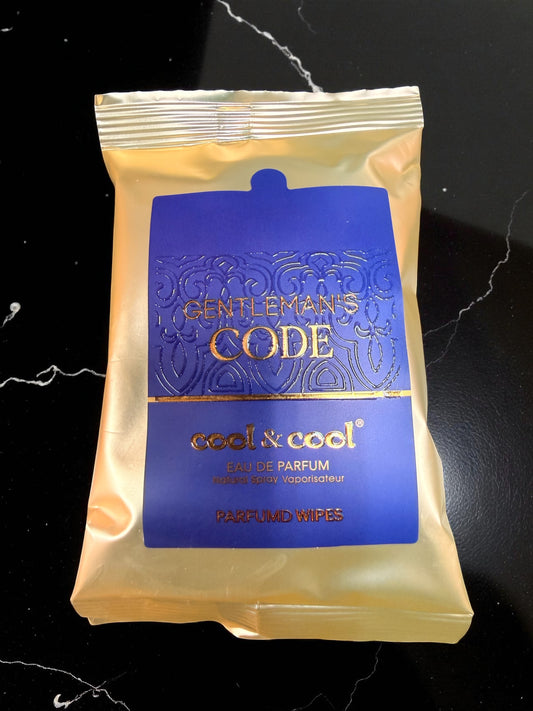 GENTLEMAN'S
CODE
cool & cool®
EAU DE PARFUM
Natural Spray Vaporisateur
PARFUMD WIPES